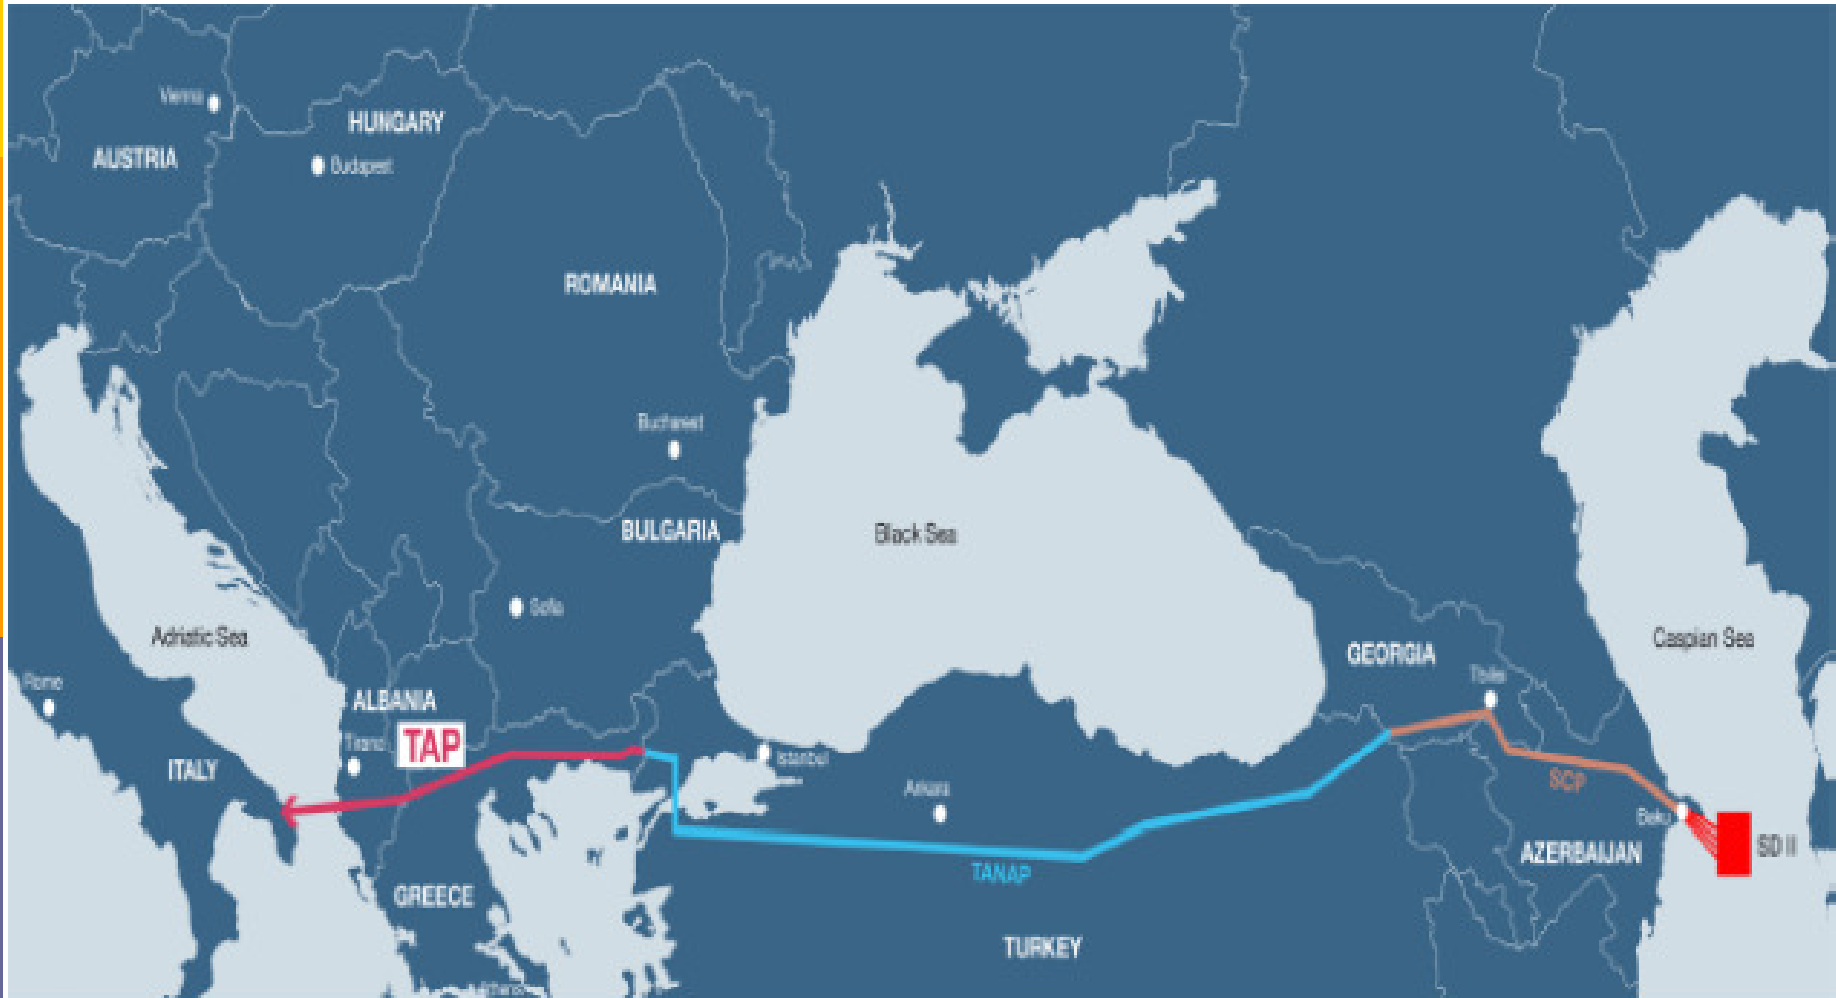 Vienna
HUNGARY
AUSTRIA
Budapest
ROMANIA
Bucharest
BULGARIA
Black Sea
Sofia
Adriatic Sea
GEORGIA
Caspian Sea
Rome
Tbilisi
ALBANIA
TAP
Tirana
Istanbul
ITALY
SCP
Ankara
Baku
AZERBAIJAN
SD II
TANAP
GREECE
TURKEY
Athens